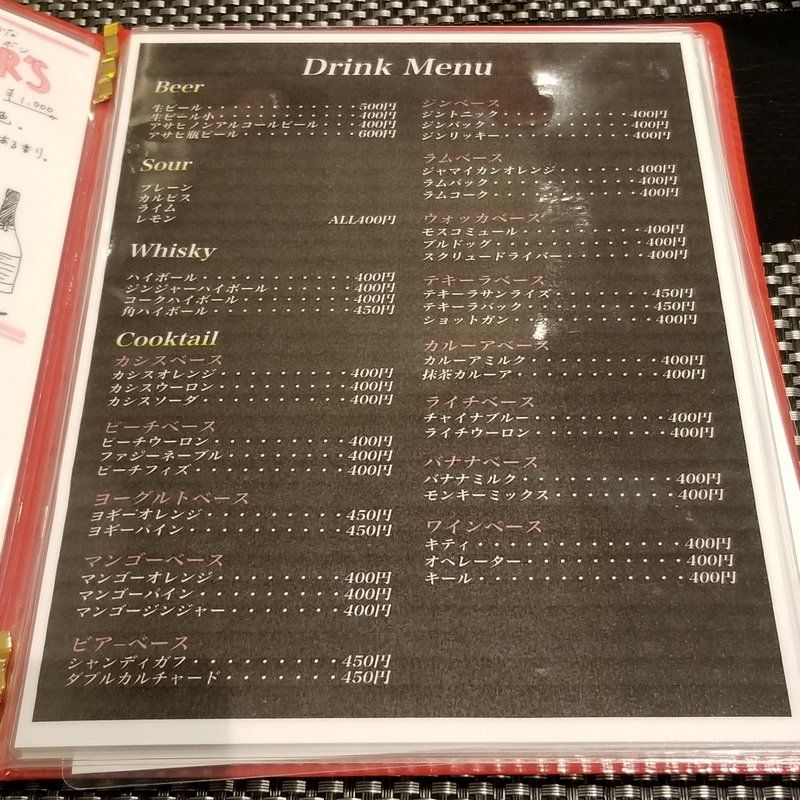 ボン
R'S
¥1,000
色。
ある香り。
Drink Menu
Beer
生ビール・・・・・・・・・・・・500円
生ビール小・・・・・・・・・・・400円
アサヒノンアルコールビール・・・・400円
アサヒ瓶ビール・・・・・・・・・600円
Sour
プレーン
カルピス
ライム
レモン ALL400円
Whisky
ハイボール・・・・・・・・・・・400円
ジンジャーハイボール・・・・・・・400円
コークハイボール・・・・・・・・・400円
角ハイボール・・・・・・・・・・450円
Cooktail
カシスベース
カシスオレンジ・・・・・・・・・400円
カシスウーロン・・・・・・・・・400円
カシスソーダ・・・・・・・・・・400円
ピーチベース
ピーチウーロン・・・・・・・・・400円
ファジーネーブル・・・・・・・・400円
ピーチフィズ・・・・・・・・・・400円
ヨーグルトベース
ヨギーオレンジ・・・・・・・・・450円
ヨギーパイン・・・・・・・・・・450円
マンゴーベース
マンゴーオレンジ・・・・・・・・400円
マンゴーパイン・・・・・・・・・400円
マンゴージンジャー・・・・・・・400円
ビアーベース
シャンディガフ・・・・・・・・・450円
ダブルカルチャード・・・・・・・450円
ジンベース
ジントニック・・・・・・・・・・400円
ジンバック・・・・・・・・・・・400円
ジンリッキー・・・・・・・・・・400円
ラムベース
ジャマイカンオレンジ・・・・・・400円
ラムバック・・・・・・・・・・・400円
ラムコーク・・・・・・・・・・・400円
ウォッカベース
モスコミュール・・・・・・・・・400円
ブルドッグ・・・・・・・・・・・400円
スクリュードライバー・・・・・・400円
テキーラベース
テキーラサンライズ・・・・・・・450円
テキーラバック・・・・・・・・・450円
ショットガン・・・・・・・・・・400円
カルーアベース
カルーアミルク・・・・・・・・・400円
抹茶カルーア・・・・・・・・・・400円
ライチベース
チャイナブルー・・・・・・・・・400円
ライチウーロン・・・・・・・・・400円
バナナベース
バナナミルク・・・・・・・・・・400円
モンキーミックス・・・・・・・・400円
ワインベース
キティ・・・・・・・・・・・・・400円
オペレーター・・・・・・・・・・400円
キール・・・・・・・・・・・・・400円